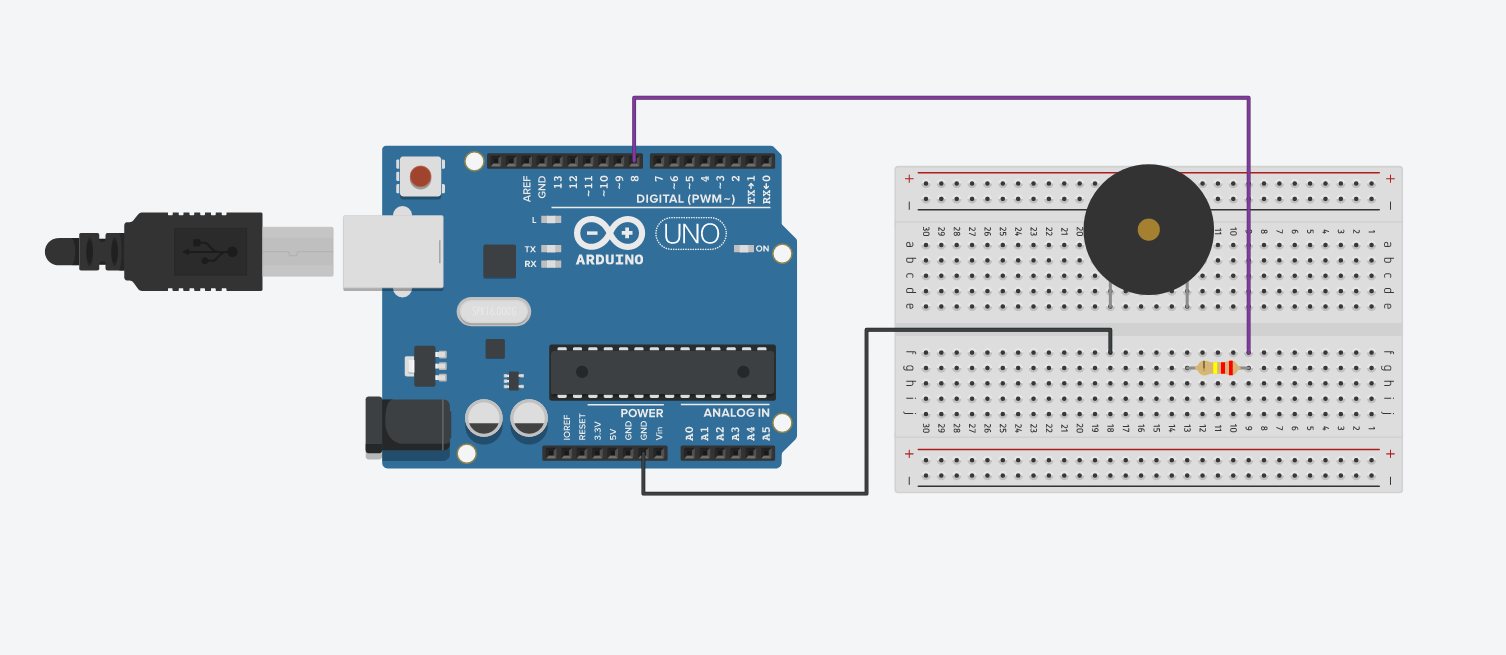 AREF
GND
13
12
~11
~10
~9
8
7
~6
~5
4
~3
2
TX→1
RX←0
DIGITAL (PWM~)
L
TX
RX
UNO
ON
ARDUINO
POWER
ANALOG IN
IOREF
RESET
3.3V
5V
GND
GND
Vin
A0
A1
A2
A3
A4
A5
+ +
− −
30 29 28 27 26 25 24 23 22 21 20 11 10 9 8 7 6 5 4 3 2 1
a a
b b
c c
d d
e e
f f
g g
h h
i i
j j
30 29 28 27 26 25 24 23 22 21 20 19 18 17 16 15 14 13 12 11 10 9 8 7 6 5 4 3 2 1
+ +
− −